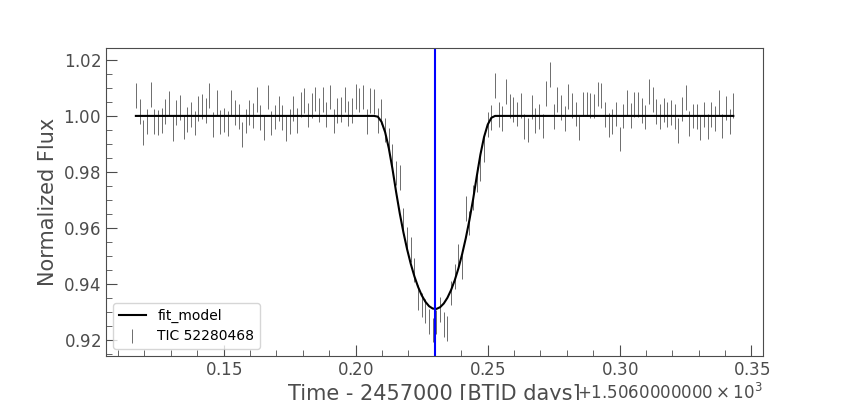 1.02
1.00
0.98
0.96
0.94
0.92
Normalized Flux
fit_model
TIC 52280468
0.15 0.20 0.25 0.30 0.35
Time - 2457000 [BTJD days]
+1.5060000000 × 10³